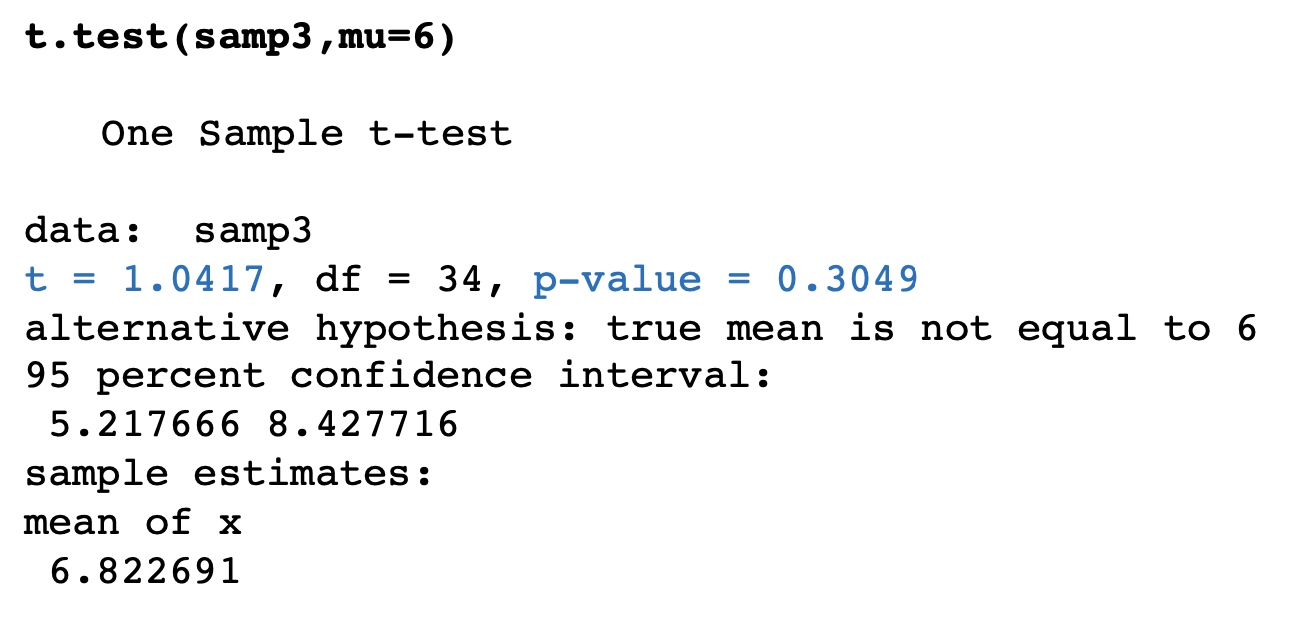 t.test(samp3,mu=6)
One Sample t-test
data:  samp3
t = 1.0417, df = 34, p-value = 0.3049
alternative hypothesis: true mean is not equal to 6
95 percent confidence interval:
5.217666 8.427716
sample estimates:
mean of x
6.822691